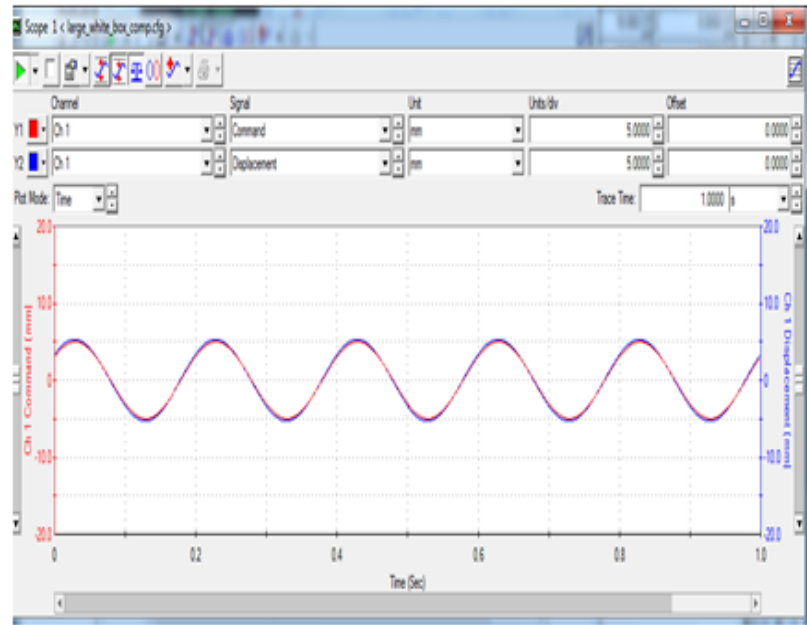 Scope 1 < large_white_box_comp.cfg >
Channel Signal Unit Units/div Offset
Y1 Ch 1 Command mm 5.0000 0.0000
Y2 Ch 1 Displacement mm 5.0000 0.0000
Plot Mode: Time Trace Time: 1.0000 s
Ch 1 Command [mm]
20.0
10.0
0
-10.0
-20.0
20.0
10.0
0
-10.0
-20.0
Ch 1 Displacement [mm]
0 0.2 0.4 0.6 0.8 1.0
Time (Sec)